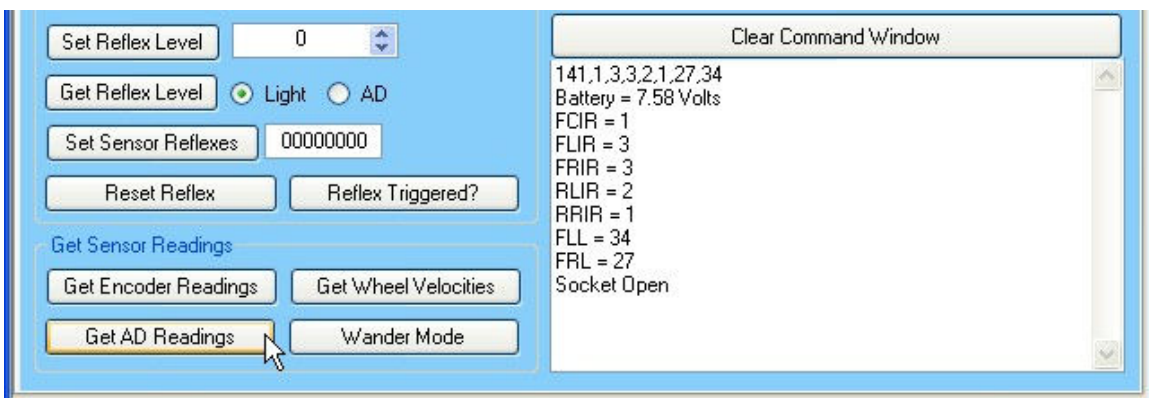 Set Reflex Level 0
Get Reflex Level Light AD
Set Sensor Reflexes 00000000
Reset Reflex Reflex Triggered?
Get Sensor Readings
Get Encoder Readings Get Wheel Velocities
Get AD Readings Wander Mode
Clear Command Window
141,1,3,3,2,1,27,34
Battery = 7.58 Volts
FCIR = 1
FLIR = 3
FRIR = 3
RLIR = 2
RRIR = 1
FLL = 34
FRL = 27
Socket Open